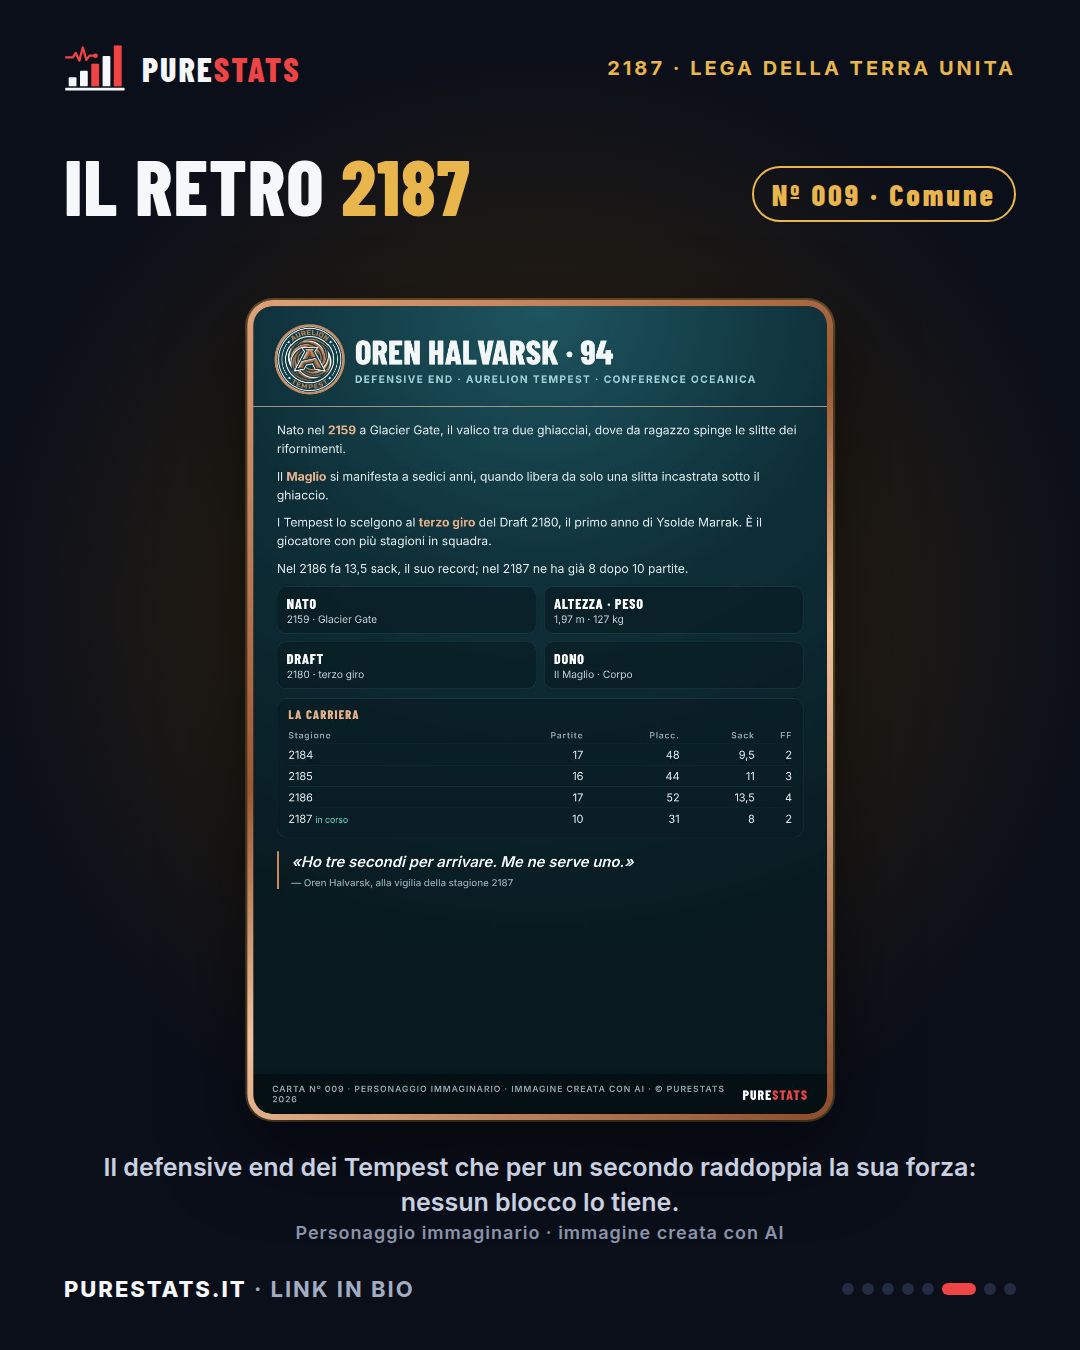 PURESTATS
2187 · LEGA DELLA TERRA UNITA
IL RETRO 2187
Nº 009 · Comune
AURELION
A
TEMPEST
OREN HALVARSK · 94
DEFENSIVE END · AURELION TEMPEST · CONFERENCE OCEANICA
Nato nel 2159 a Glacier Gate, il valico tra due ghiacciai, dove da ragazzo spinge le slitte dei
rifornimenti.
Il Maglio si manifesta a sedici anni, quando libera da solo una slitta incastrata sotto il
ghiaccio.
I Tempest lo scelgono al terzo giro del Draft 2180, il primo anno di Ysolde Marrak. È il
giocatore con più stagioni in squadra.
Nel 2186 fa 13,5 sack, il suo record; nel 2187 ne ha già 8 dopo 10 partite.
NATO
2159 · Glacier Gate
ALTEZZA · PESO
1,97 m · 127 kg
DRAFT
2180 · terzo giro
DONO
Il Maglio · Corpo
LA CARRIERA
Stagione Partite Placc. Sack FF
2184 17 48 9,5 2
2185 16 44 11 3
2186 17 52 13,5 4
2187 in corso 10 31 8 2
«Ho tre secondi per arrivare. Me ne serve uno.»
— Oren Halvarsk, alla vigilia della stagione 2187
CARTA Nº 009 · PERSONAGGIO IMMAGINARIO · IMMAGINE CREATA CON AI · © PURESTATS
2026
PURESTATS
Il defensive end dei Tempest che per un secondo raddoppia la sua forza:
nessun blocco lo tiene.
Personaggio immaginario · immagine creata con AI
PURESTATS.IT · LINK IN BIO